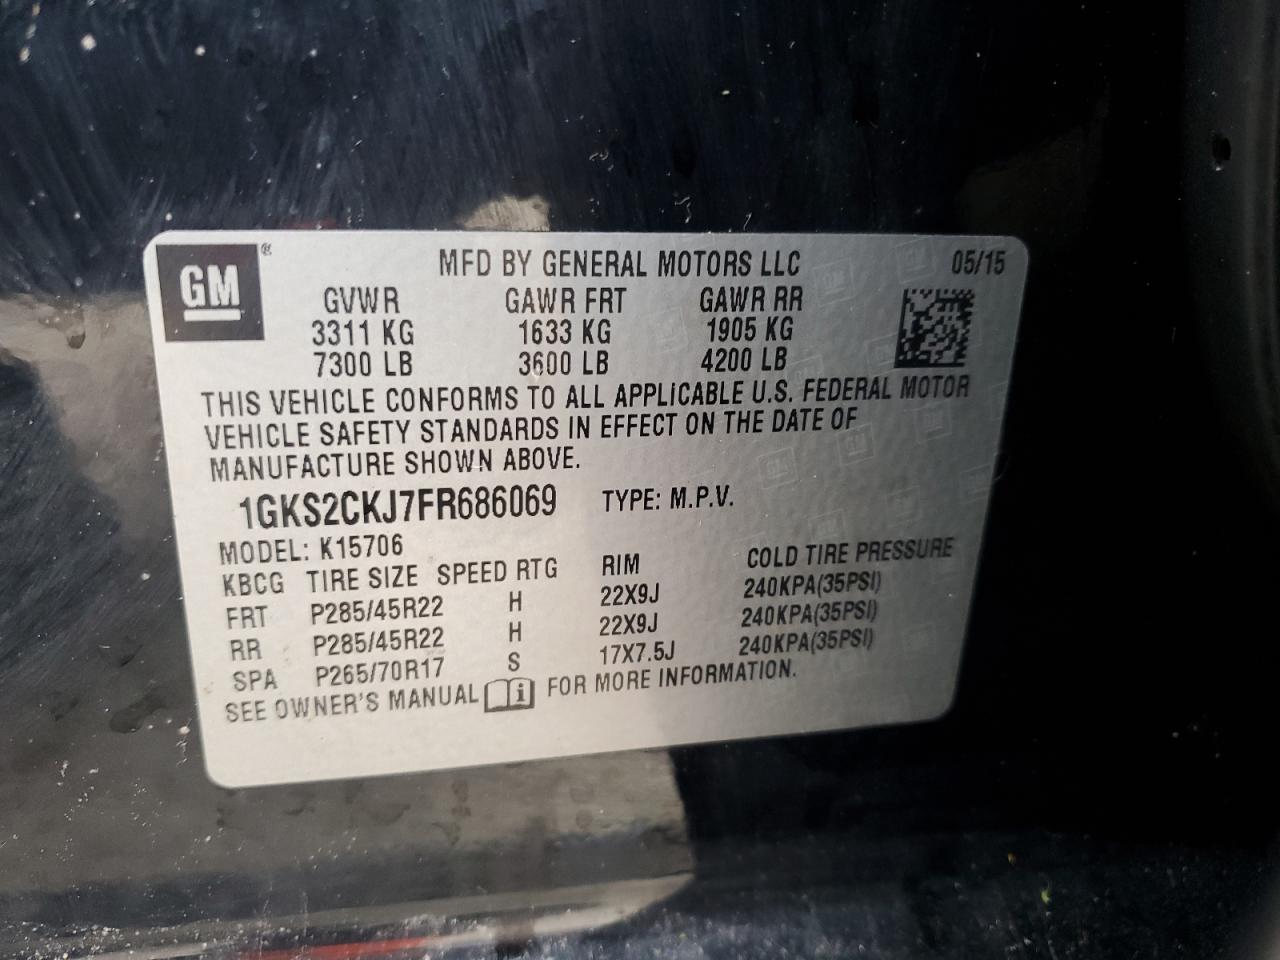 GM ® MFD BY GENERAL MOTORS LLC 05/15
GVWR GAWR FRT GAWR RR
3311 KG 1633 KG 1905 KG
7300 LB 3600 LB 4200 LB
THIS VEHICLE CONFORMS TO ALL APPLICABLE U.S. FEDERAL MOTOR
VEHICLE SAFETY STANDARDS IN EFFECT ON THE DATE OF
MANUFACTURE SHOWN ABOVE.
1GKS2CKJ7FR686069 TYPE: M.P.V.
MODEL: K15706
KBCG TIRE SIZE SPEED RTG RIM COLD TIRE PRESSURE
FRT P285/45R22 H 22X9J 240KPA(35PSI)
RR P285/45R22 H 22X9J 240KPA(35PSI)
SPA P265/70R17 S 17X7.5J 240KPA(35PSI)
SEE OWNER'S MANUAL i FOR MORE INFORMATION.